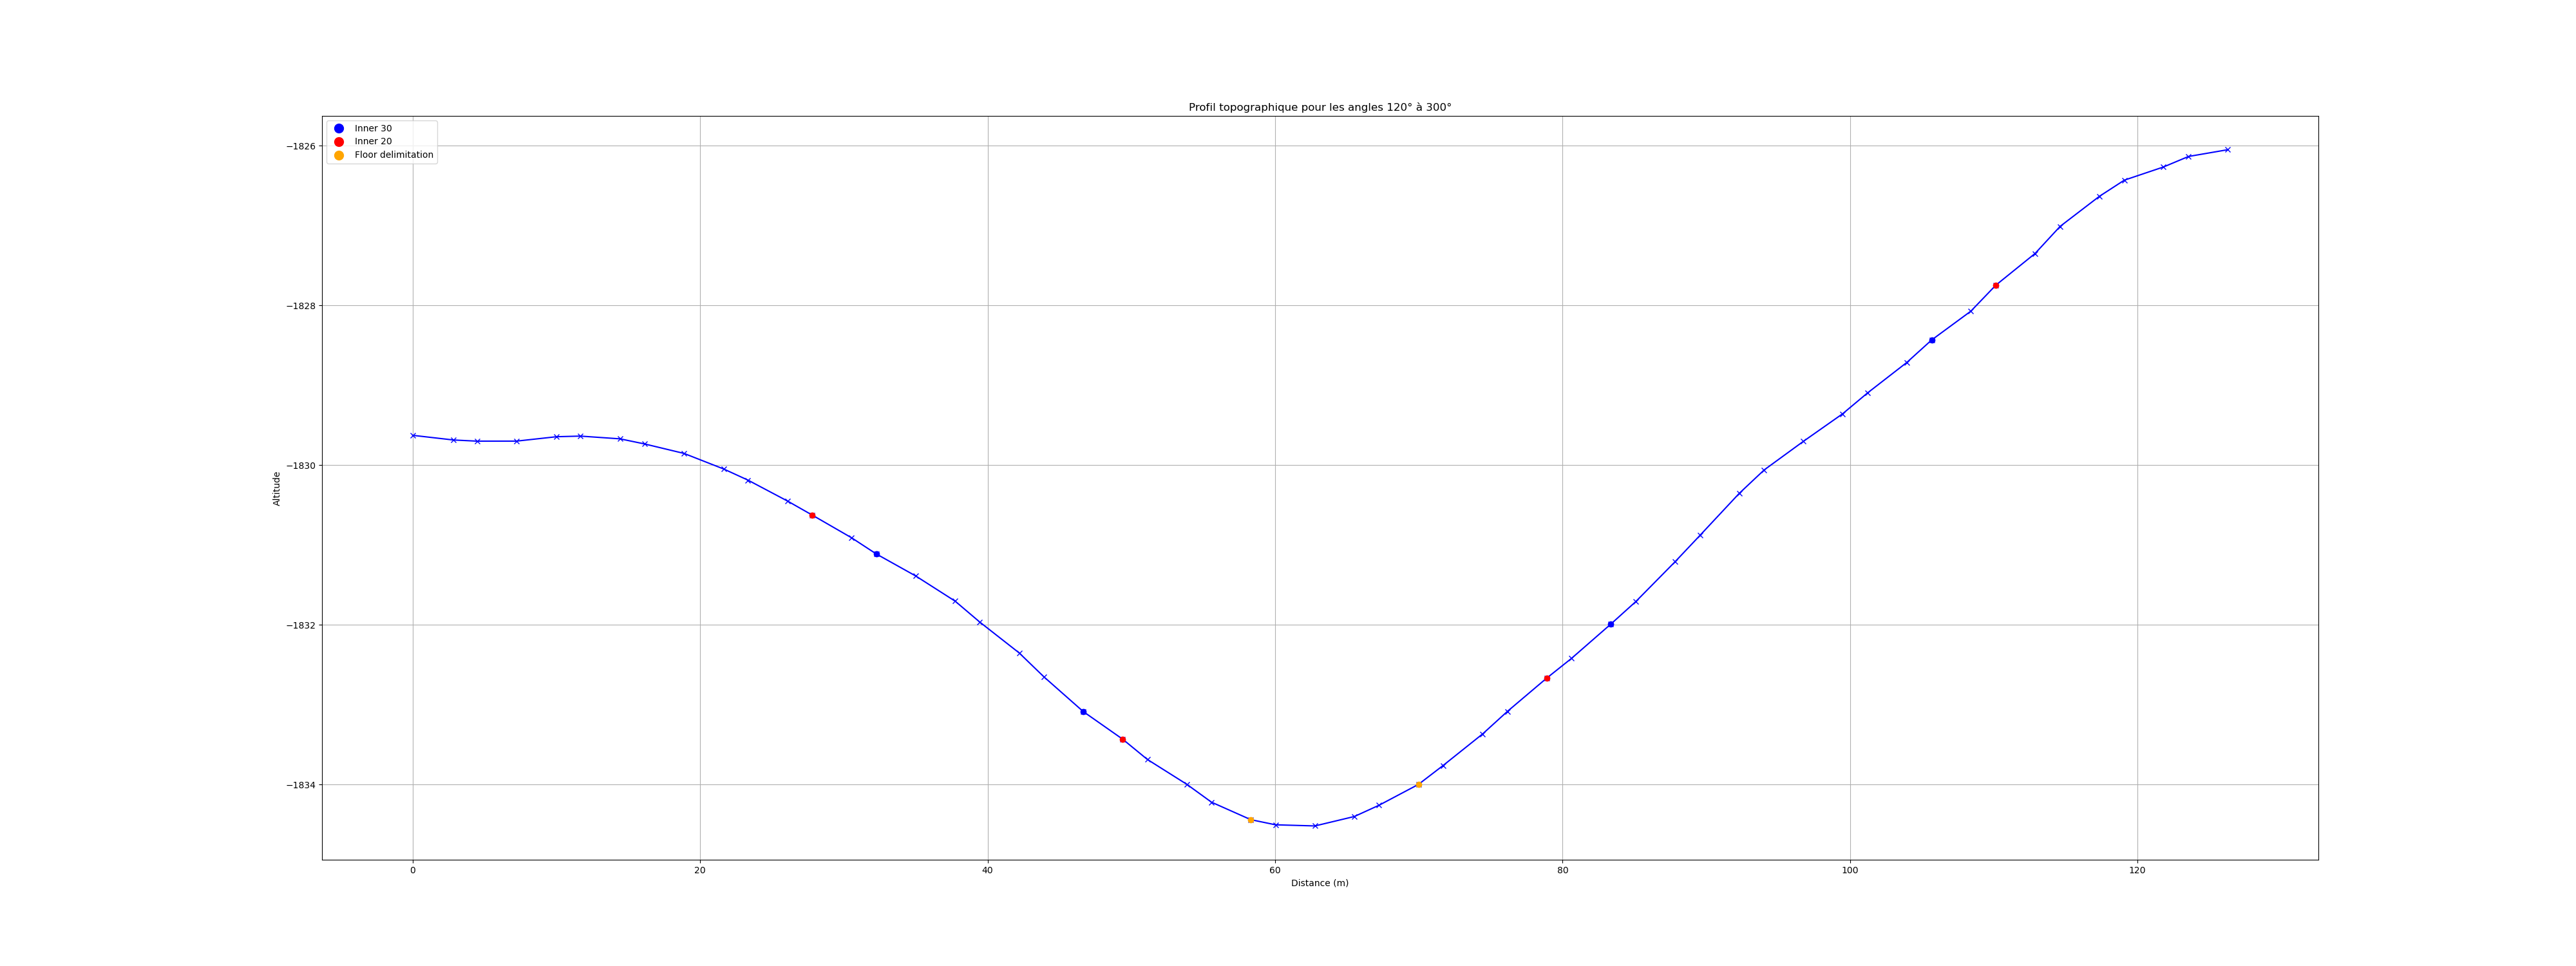 Profil topographique pour les angles 120° à 300°
Inner 30
Inner 20
Floor delimitation
−1826
−1828
−1830
−1832
−1834
Altitude
0 20 40 60 80 100 120
Distance (m)